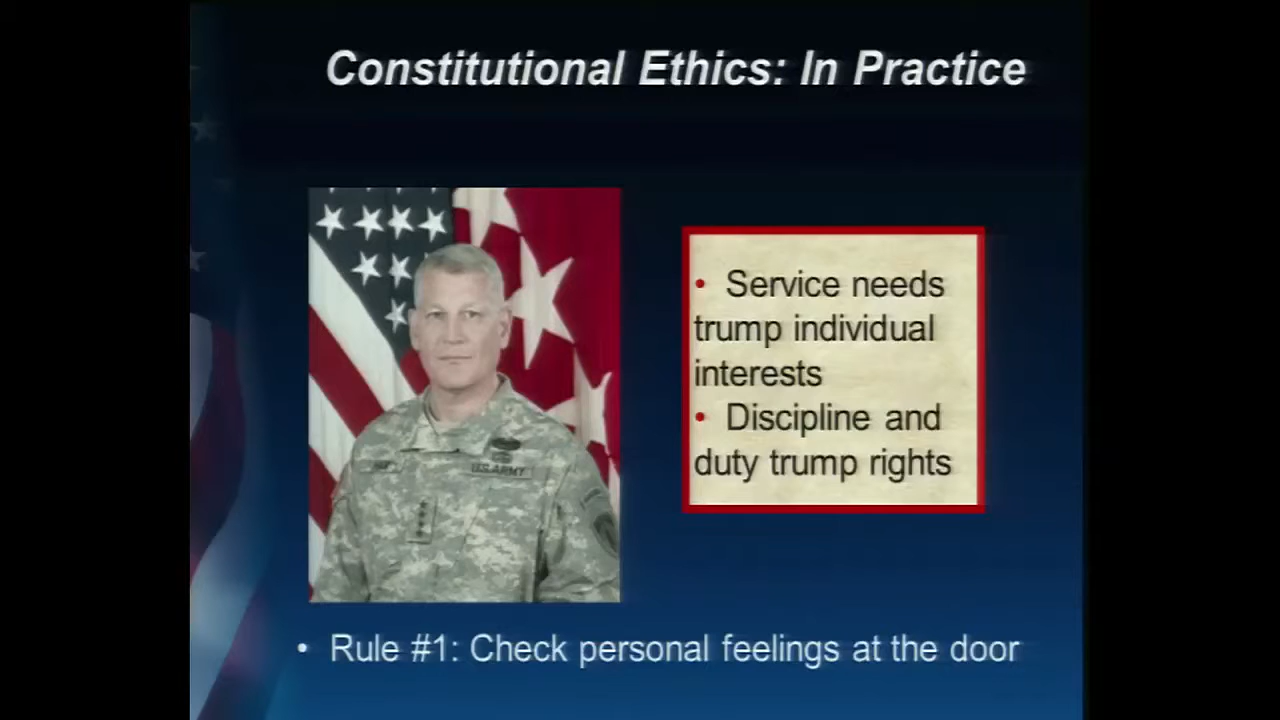 Constitutional Ethics: In Practice
• Service needs
trump individual
interests
• Discipline and
duty trump rights
U.S. ARMY
• Rule #1: Check personal feelings at the door